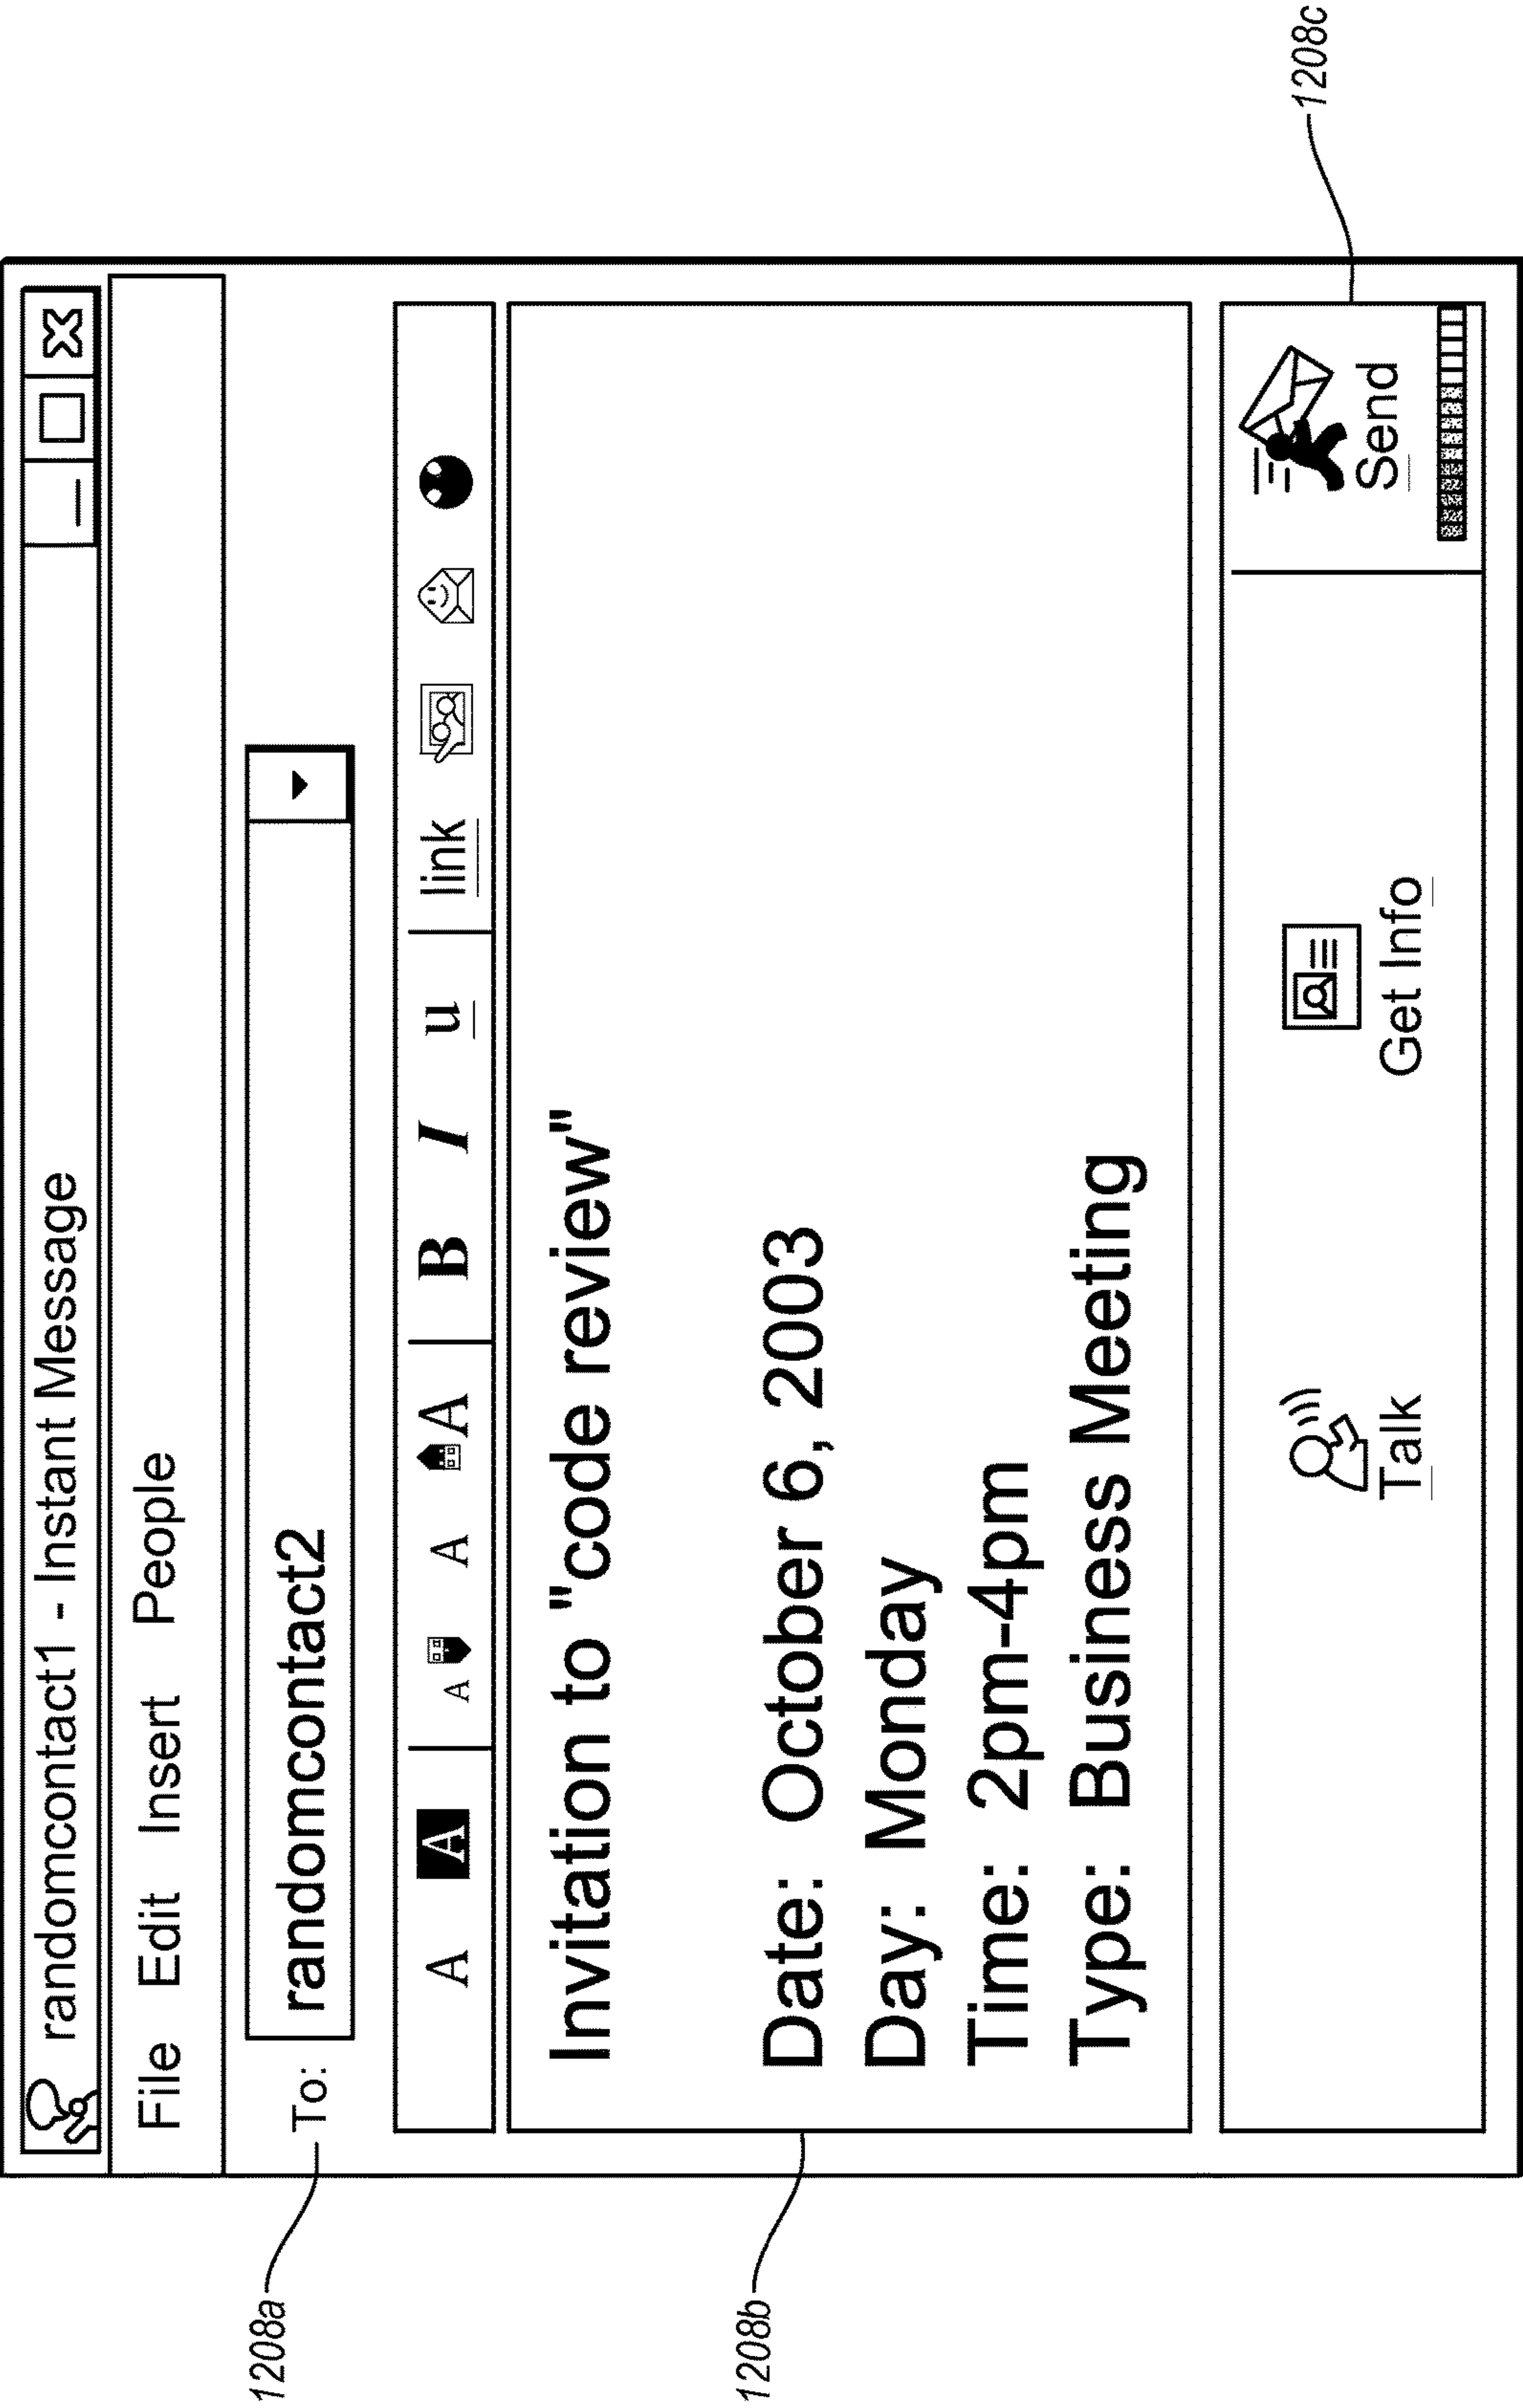 randomcontact1 - Instant Message
File Edit Insert People
1208a
To: randomcontact2
A A A A A B I u link
1208b
Invitation to "code review"
Date: October 6, 2003
Day: Monday
Time: 2pm-4pm
Type: Business Meeting
Talk Get Info Send
1208c